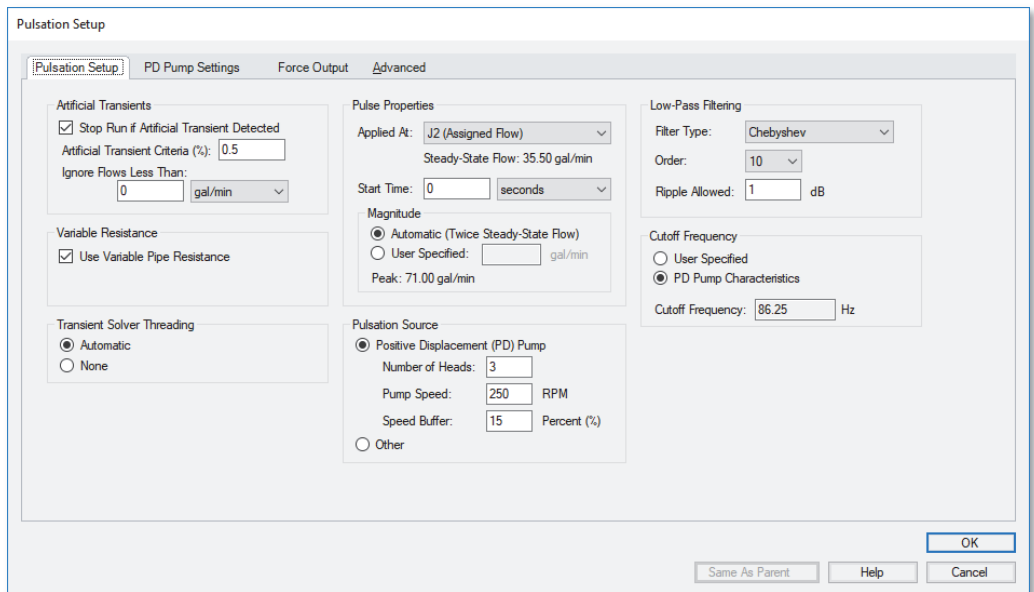 Pulsation Setup
Pulsation Setup PD Pump Settings Force Output Advanced
Artificial Transients
Stop Run if Artificial Transient Detected
Artificial Transient Criteria (%): 0.5
Ignore Flows Less Than:
0 gal/min
Variable Resistance
Use Variable Pipe Resistance
Transient Solver Threading
Automatic
None
Pulse Properties
Applied At: J2 (Assigned Flow)
Steady-State Flow: 35.50 gal/min
Start Time: 0 seconds
Magnitude
Automatic (Twice Steady-State Flow)
User Specified: gal/min
Peak: 71.00 gal/min
Pulsation Source
Positive Displacement (PD) Pump
Number of Heads: 3
Pump Speed: 250 RPM
Speed Buffer: 15 Percent (%)
Other
Low-Pass Filtering
Filter Type: Chebyshev
Order: 10
Ripple Allowed: 1 dB
Cutoff Frequency
User Specified
PD Pump Characteristics
Cutoff Frequency: 86.25 Hz
OK
Same As Parent Help Cancel